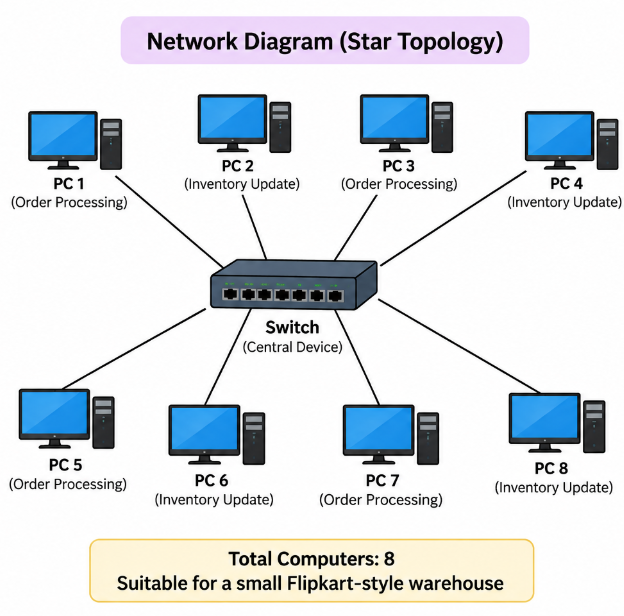 Network Diagram (Star Topology)
PC 1
(Order Processing)
PC 2
(Inventory Update)
PC 3
(Order Processing)
PC 4
(Inventory Update)
Switch
(Central Device)
PC 5
(Order Processing)
PC 6
(Inventory Update)
PC 7
(Order Processing)
PC 8
(Inventory Update)
Total Computers: 8
Suitable for a small Flipkart-style warehouse